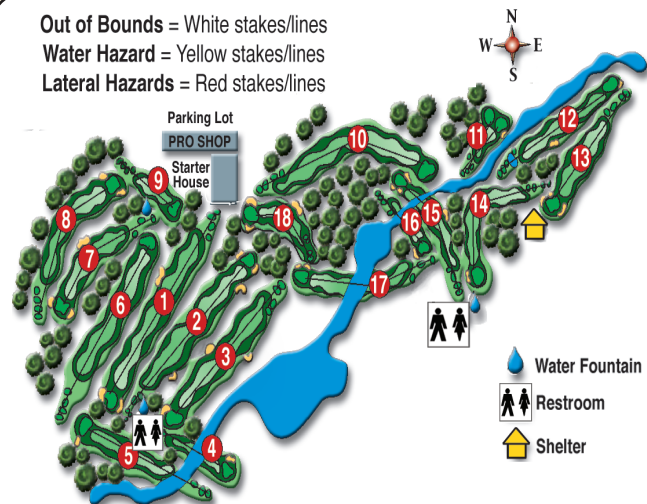 Out of Bounds = White stakes/lines
Water Hazard = Yellow stakes/lines
Lateral Hazards = Red stakes/lines
N
W E
S
Parking Lot
PRO SHOP
Starter
House
10
11
12
13
9
8
18
16
15
14
7
6
1
2
3
17
5
4
Water Fountain
Restroom
Shelter